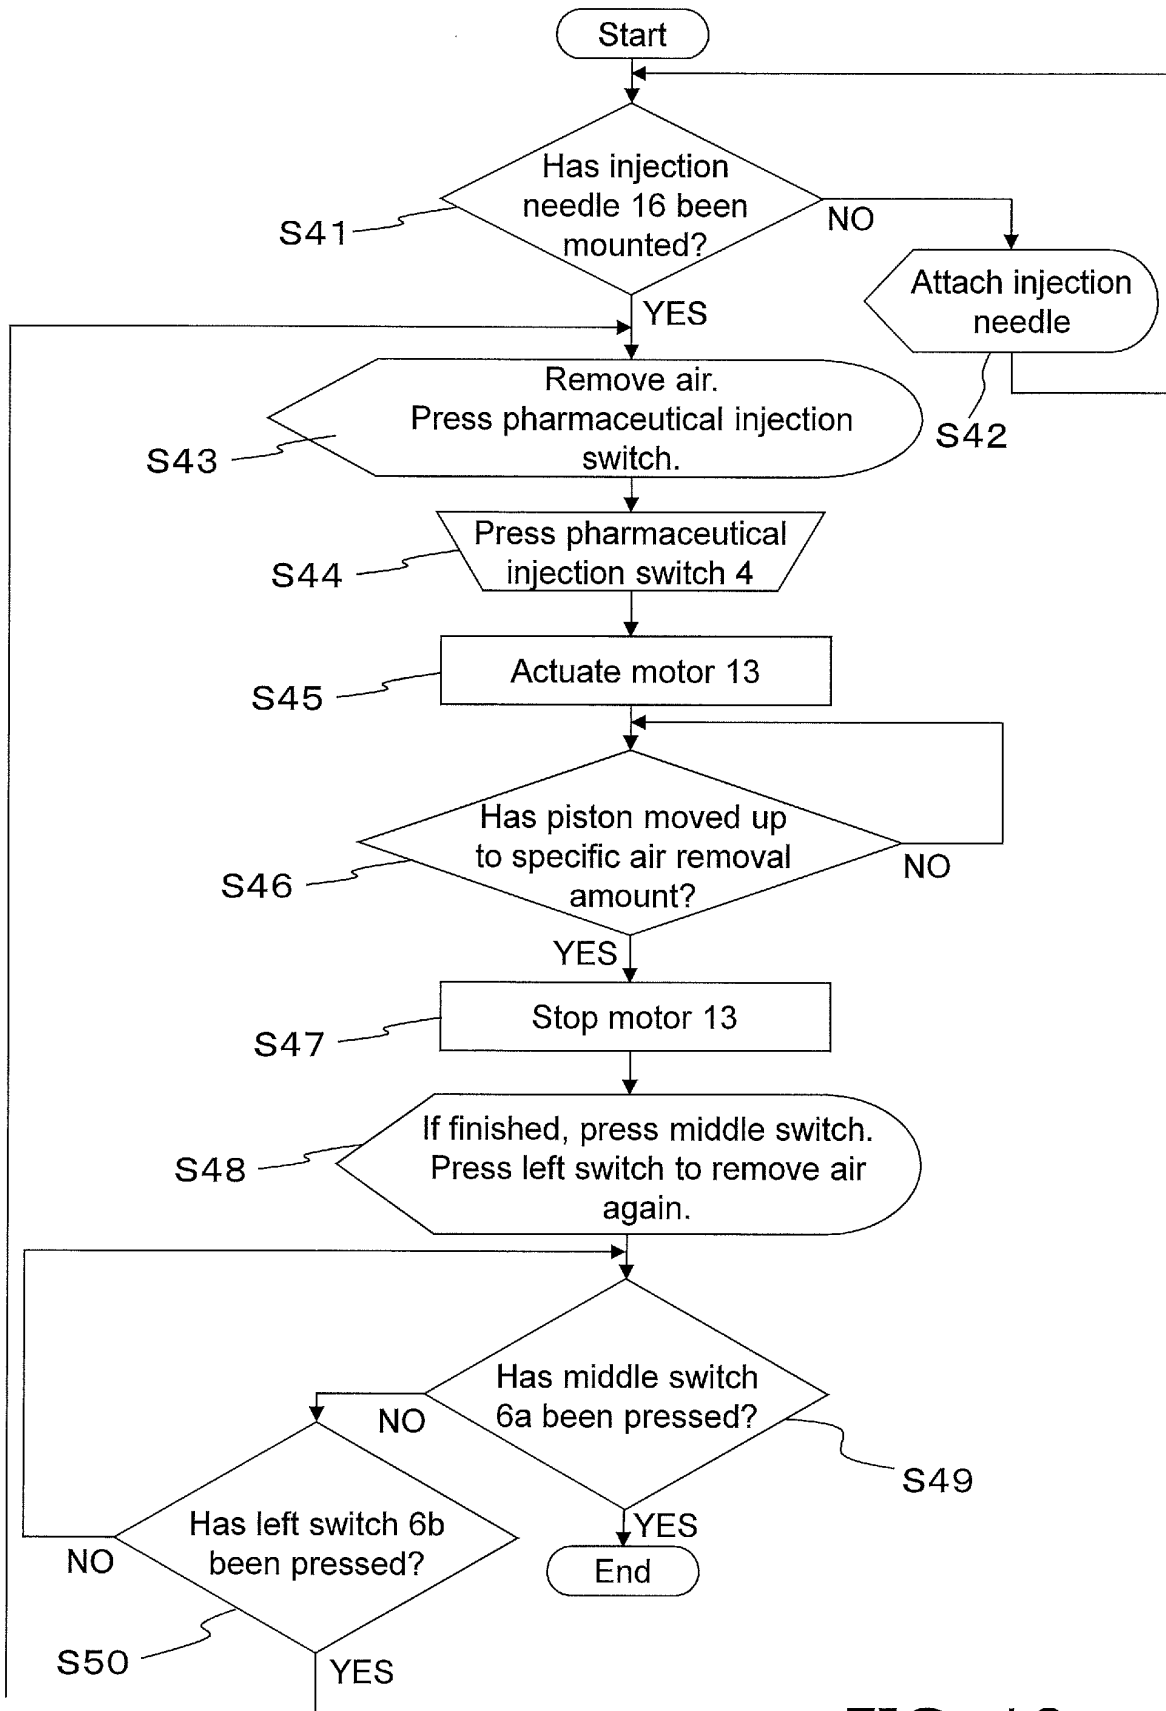 Start
Has injection
needle 16 been
mounted?
S41
NO
YES
Attach injection
needle
S42
Remove air.
Press pharmaceutical injection
switch.
S43
Press pharmaceutical
injection switch 4
S44
Actuate motor 13
S45
Has piston moved up
to specific air removal
amount?
S46
NO
YES
Stop motor 13
S47
If finished, press middle switch.
Press left switch to remove air
again.
S48
Has middle switch
6a been pressed?
NO
S49
YES
End
Has left switch 6b
been pressed?
NO
S50
YES